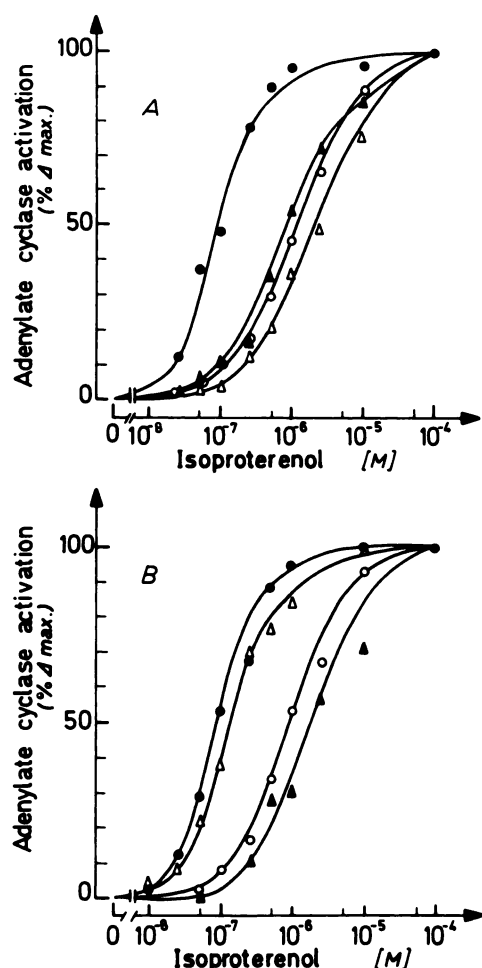 A
Adenylate cyclase activation
(% Δ max.)
100
50
0
0 10⁻⁸ 10⁻⁷ 10⁻⁶ 10⁻⁵ 10⁻⁴
Isoproterenol [M]
B
Adenylate cyclase activation
(% Δ max.)
100
50
0
0 10⁻⁸ 10⁻⁷ 10⁻⁶ 10⁻⁵ 10⁻⁴
Isoproterenol [M]